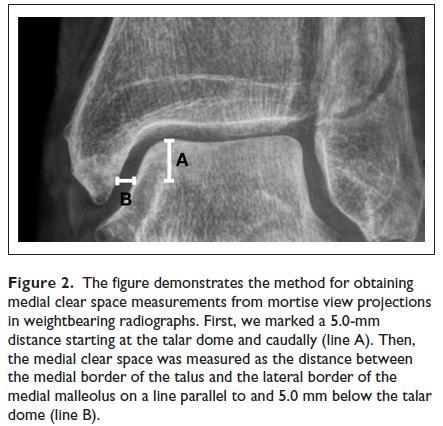 A
B
Figure 2. The figure demonstrates the method for obtaining
medial clear space measurements from mortise view projections
in weightbearing radiographs. First, we marked a 5.0-mm
distance starting at the talar dome and caudally (line A). Then,
the medial clear space was measured as the distance between
the medial border of the talus and the lateral border of the
medial malleolus on a line parallel to and 5.0 mm below the talar
dome (line B).